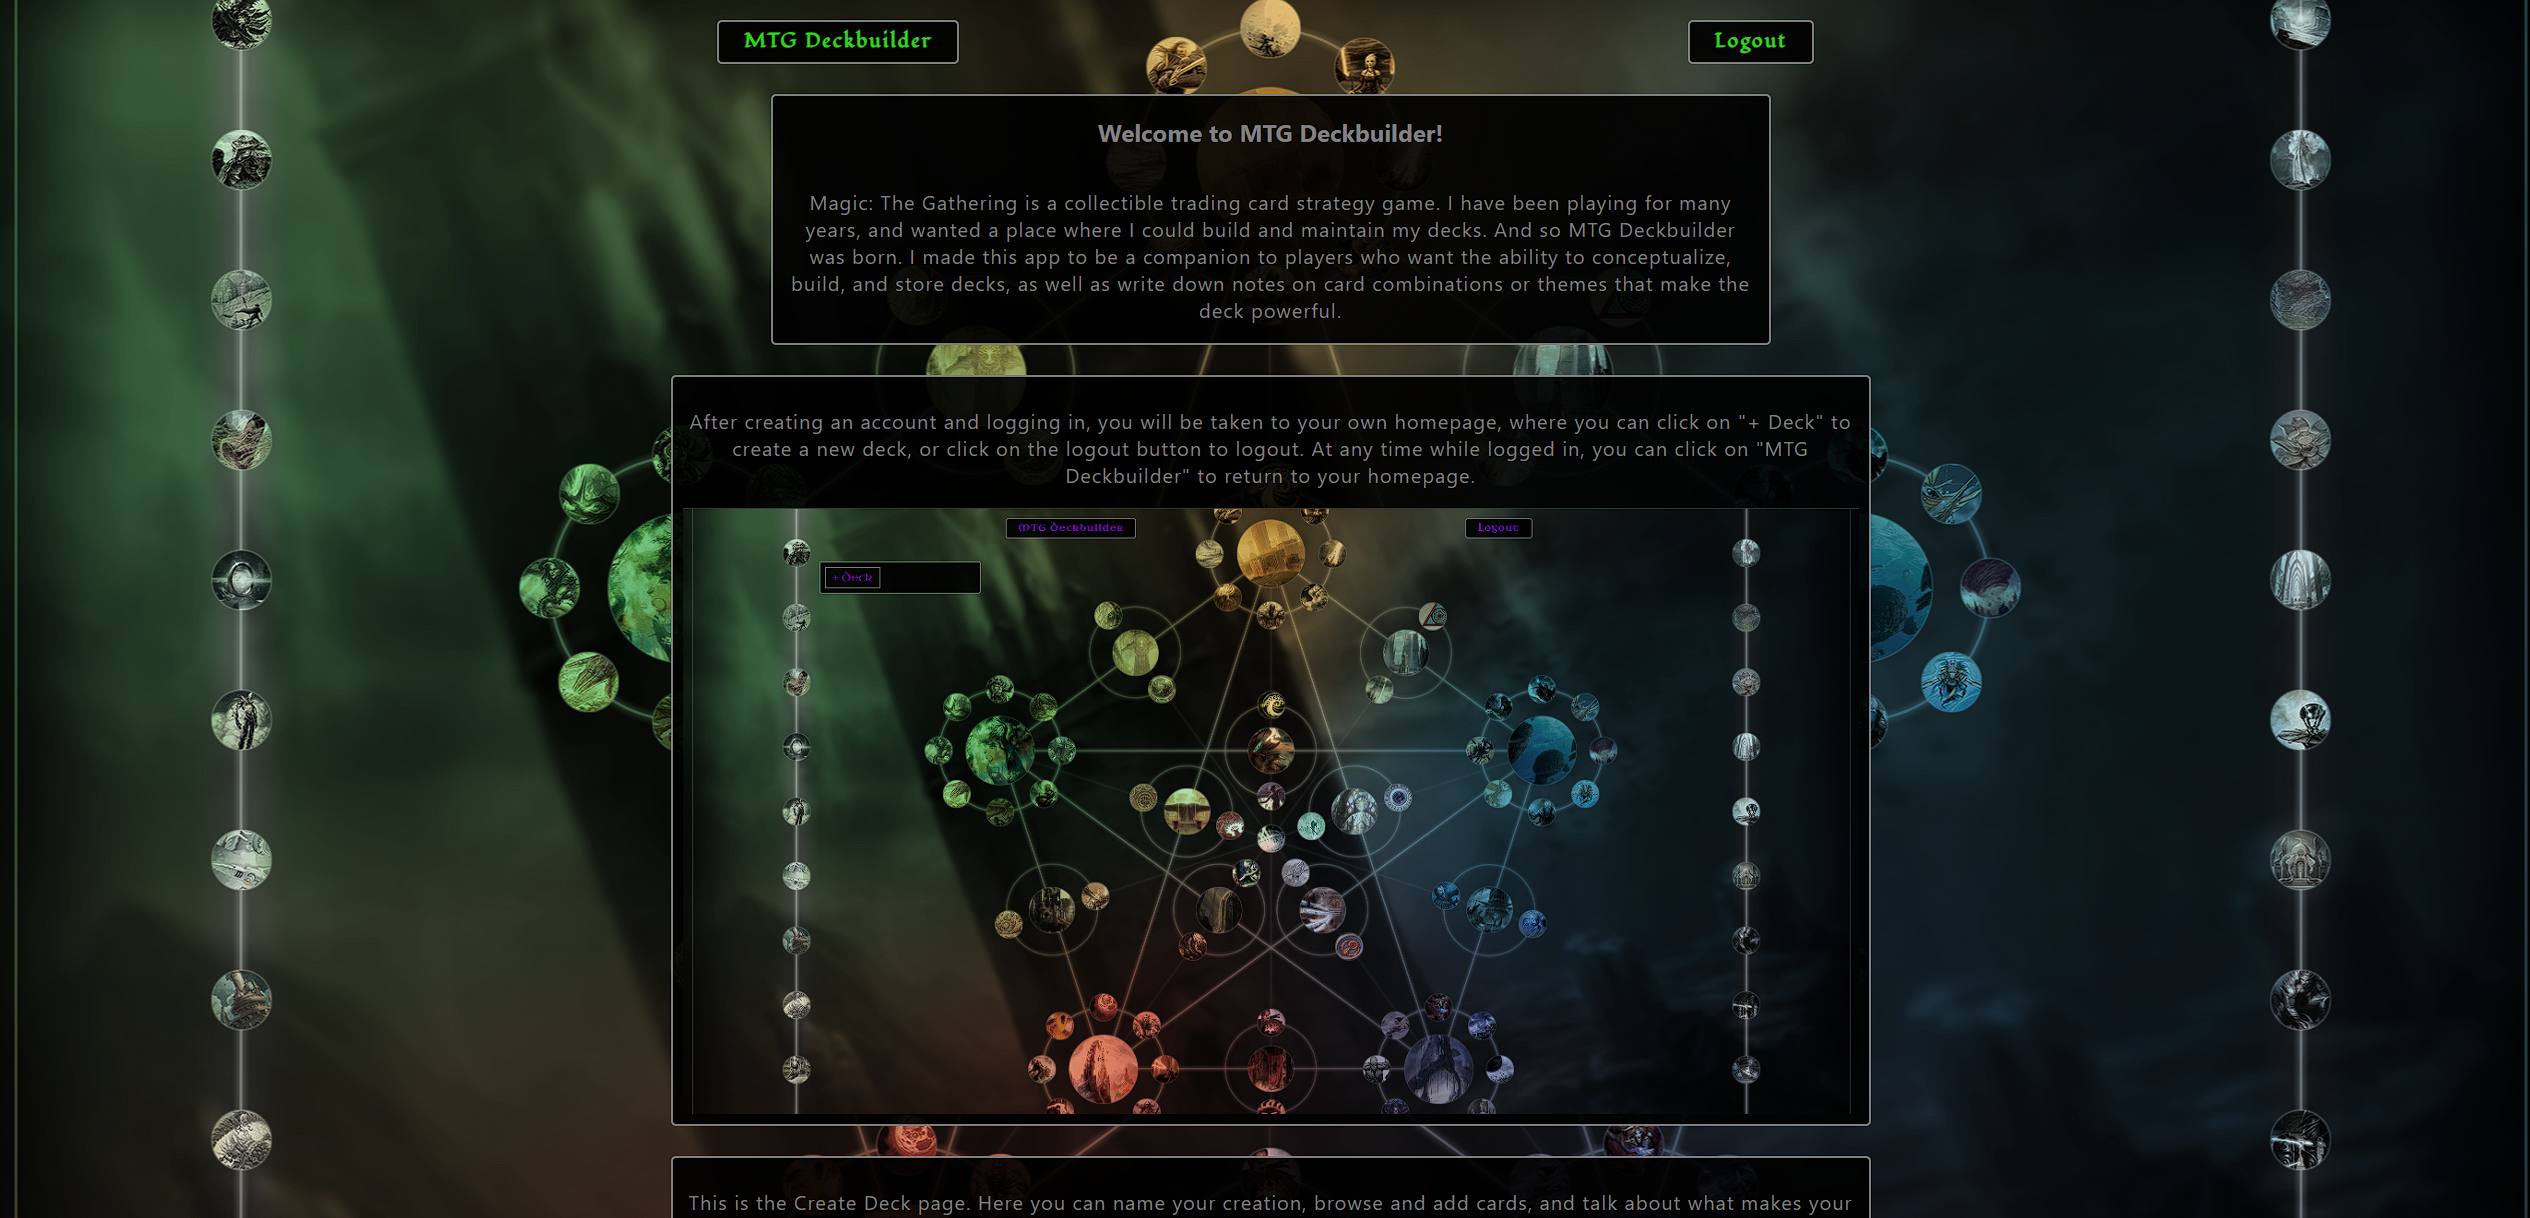 MTG Deckbuilder
Logout
Welcome to MTG Deckbuilder!
Magic: The Gathering is a collectible trading card strategy game. I have been playing for many
years, and wanted a place where I could build and maintain my decks. And so MTG Deckbuilder
was born. I made this app to be a companion to players who want the ability to conceptualize,
build, and store decks, as well as write down notes on card combinations or themes that make the
deck powerful.
After creating an account and logging in, you will be taken to your own homepage, where you can click on "+ Deck" to
create a new deck, or click on the logout button to logout. At any time while logged in, you can click on "MTG
Deckbuilder" to return to your homepage.
MTG Deckbuilder
Logout
+ Deck
This is the Create Deck page. Here you can name your creation, browse and add cards, and talk about what makes your